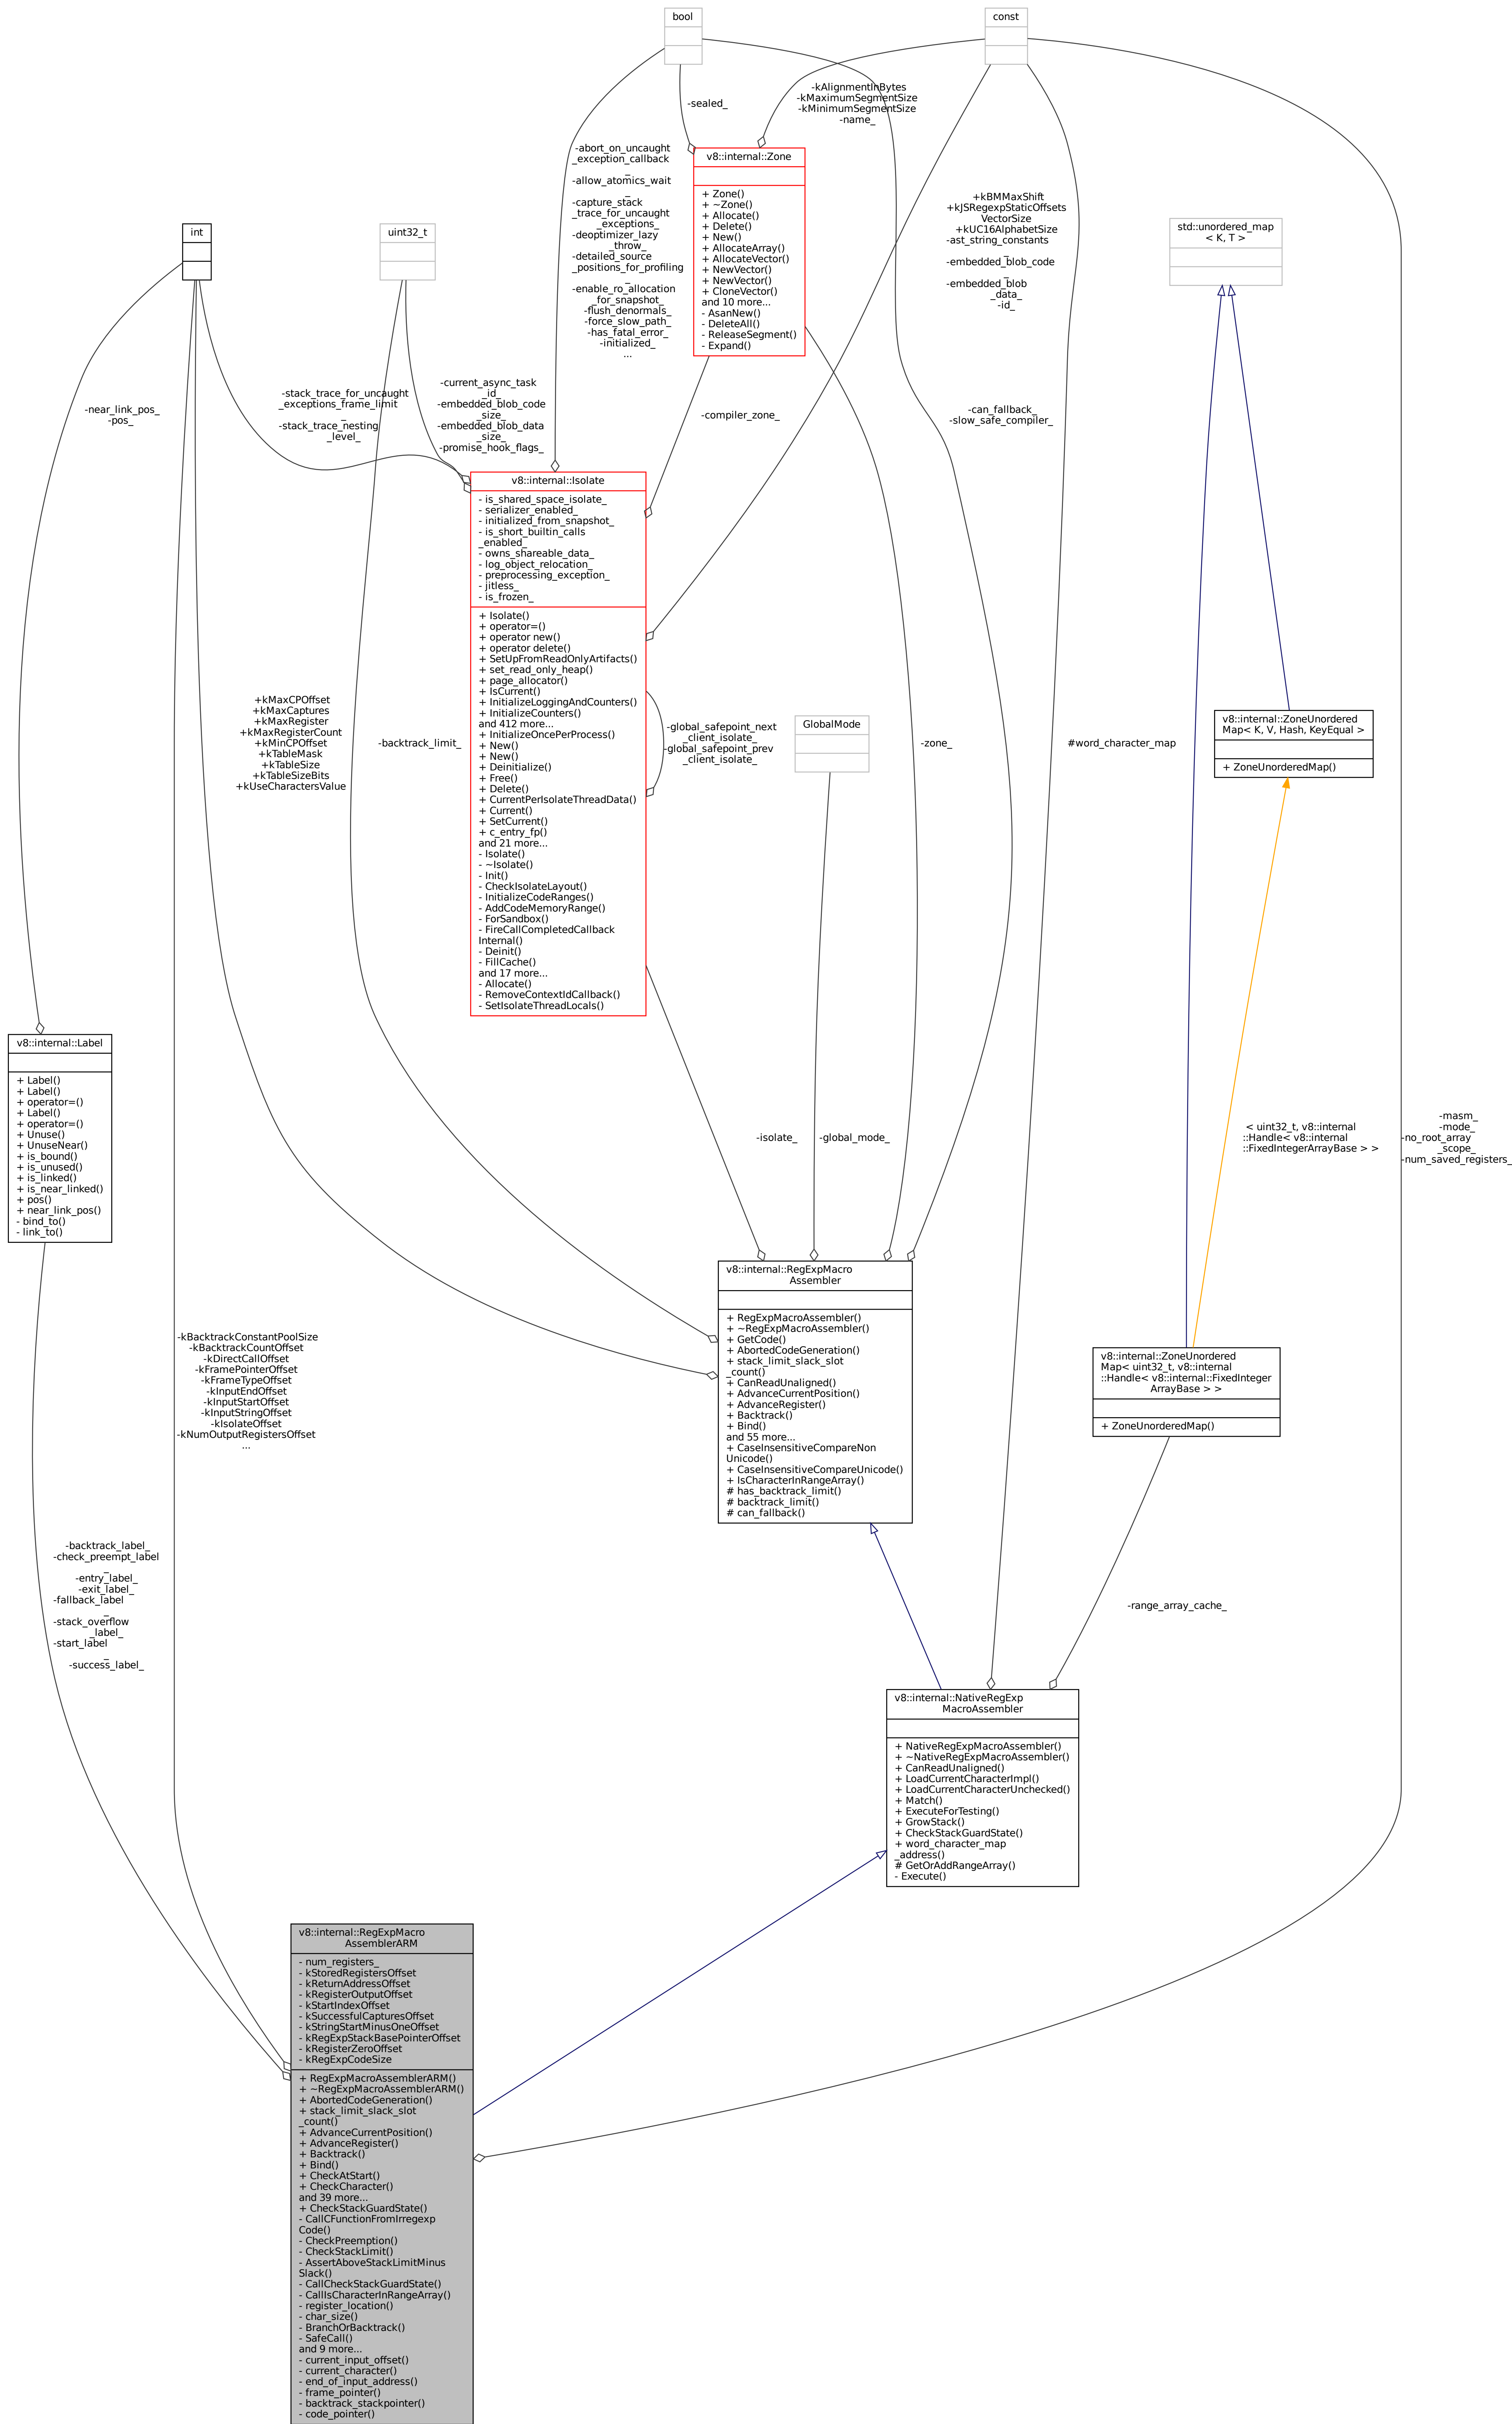 bool
const
-sealed_
-kAlignmentInBytes
-kMaximumSegmentSize
-kMinimumSegmentSize
-name_
-abort_on_uncaught
_exception_callback
_
-allow_atomics_wait
_
-capture_stack
_trace_for_uncaught
_exceptions_
-deoptimizer_lazy
_throw_
-detailed_source
_positions_for_profiling
_
-enable_ro_allocation
_for_snapshot_
-flush_denormals_
-force_slow_path_
-has_fatal_error_
-initialized_
...
v8::internal::Zone
+ Zone()
+ ~Zone()
+ Allocate()
+ Delete()
+ New()
+ AllocateArray()
+ AllocateVector()
+ NewVector()
+ NewVector()
+ CloneVector()
and 10 more...
- AsanNew()
- DeleteAll()
- ReleaseSegment()
- Expand()
+kBMMaxShift
+kJSRegexpStaticOffsets
VectorSize
+kUC16AlphabetSize
-ast_string_constants
_
-embedded_blob_code
_
-embedded_blob
_data_
-id_
int
uint32_t
std::unordered_map
< K, T >
-near_link_pos_
-pos_
-stack_trace_for_uncaught
_exceptions_frame_limit
_
-stack_trace_nesting
_level_
-current_async_task
_id_
-embedded_blob_code
_size_
-embedded_blob_data
_size_
-promise_hook_flags_
-compiler_zone_
-can_fallback_
-slow_safe_compiler_
v8::internal::Isolate
- is_shared_space_isolate_
- serializer_enabled_
- initialized_from_snapshot_
- is_short_builtin_calls
_enabled_
- owns_shareable_data_
- log_object_relocation_
- preprocessing_exception_
- jitless_
- is_frozen_
+ Isolate()
+ operator=()
+ operator new()
+ operator delete()
+ SetUpFromReadOnlyArtifacts()
+ set_read_only_heap()
+ page_allocator()
+ IsCurrent()
+ InitializeLoggingAndCounters()
+ InitializeCounters()
and 412 more...
+ InitializeOncePerProcess()
+ New()
+ New()
+ Deinitialize()
+ Free()
+ Delete()
+ CurrentPerIsolateThreadData()
+ Current()
+ SetCurrent()
+ c_entry_fp()
and 21 more...
- Isolate()
- ~Isolate()
- Init()
- CheckIsolateLayout()
- InitializeCodeRanges()
- AddCodeMemoryRange()
- ForSandbox()
- FireCallCompletedCallback
Internal()
- Deinit()
- FillCache()
and 17 more...
- Allocate()
- RemoveContextIdCallback()
- SetIsolateThreadLocals()
+kMaxCPOffset
+kMaxCaptures
+kMaxRegister
+kMaxRegisterCount
+kMinCPOffset
+kTableMask
+kTableSize
+kTableSizeBits
+kUseCharactersValue
-backtrack_limit_
-global_safepoint_next
_client_isolate_
-global_safepoint_prev
_client_isolate_
GlobalMode
-zone_
#word_character_map
v8::internal::ZoneUnordered
Map< K, V, Hash, KeyEqual >
+ ZoneUnorderedMap()
v8::internal::Label
+ Label()
+ Label()
+ operator=()
+ Label()
+ operator=()
+ Unuse()
+ UnuseNear()
+ is_bound()
+ is_unused()
+ is_linked()
+ is_near_linked()
+ pos()
+ near_link_pos()
- bind_to()
- link_to()
-isolate_
-global_mode_
< uint32_t, v8::internal
::Handle< v8::internal
::FixedIntegerArrayBase > >
-masm_
-mode_
-no_root_array
_scope_
-num_saved_registers_
v8::internal::RegExpMacro
Assembler
+ RegExpMacroAssembler()
+ ~RegExpMacroAssembler()
+ GetCode()
+ AbortedCodeGeneration()
+ stack_limit_slack_slot
_count()
+ CanReadUnaligned()
+ AdvanceCurrentPosition()
+ AdvanceRegister()
+ Backtrack()
+ Bind()
and 55 more...
+ CaseInsensitiveCompareNon
Unicode()
+ CaseInsensitiveCompareUnicode()
+ IsCharacterInRangeArray()
# has_backtrack_limit()
# backtrack_limit()
# can_fallback()
-kBacktrackConstantPoolSize
-kBacktrackCountOffset
-kDirectCallOffset
-kFramePointerOffset
-kFrameTypeOffset
-kInputEndOffset
-kInputStartOffset
-kInputStringOffset
-kIsolateOffset
-kNumOutputRegistersOffset
...
v8::internal::ZoneUnordered
Map< uint32_t, v8::internal
::Handle< v8::internal::FixedInteger
ArrayBase > >
+ ZoneUnorderedMap()
-backtrack_label_
-check_preempt_label
_
-entry_label_
-exit_label_
-fallback_label
_
-stack_overflow
_label_
-start_label
_
-success_label_
-range_array_cache_
v8::internal::NativeRegExp
MacroAssembler
+ NativeRegExpMacroAssembler()
+ ~NativeRegExpMacroAssembler()
+ CanReadUnaligned()
+ LoadCurrentCharacterImpl()
+ LoadCurrentCharacterUnchecked()
+ Match()
+ ExecuteForTesting()
+ GrowStack()
+ CheckStackGuardState()
+ word_character_map
_address()
# GetOrAddRangeArray()
- Execute()
v8::internal::RegExpMacro
AssemblerARM
- num_registers_
- kStoredRegistersOffset
- kReturnAddressOffset
- kRegisterOutputOffset
- kStartIndexOffset
- kSuccessfulCapturesOffset
- kStringStartMinusOneOffset
- kRegExpStackBasePointerOffset
- kRegisterZeroOffset
- kRegExpCodeSize
+ RegExpMacroAssemblerARM()
+ ~RegExpMacroAssemblerARM()
+ AbortedCodeGeneration()
+ stack_limit_slack_slot
_count()
+ AdvanceCurrentPosition()
+ AdvanceRegister()
+ Backtrack()
+ Bind()
+ CheckAtStart()
+ CheckCharacter()
and 39 more...
+ CheckStackGuardState()
- CallCFunctionFromIrregexp
Code()
- CheckPreemption()
- CheckStackLimit()
- AssertAboveStackLimitMinus
Slack()
- CallCheckStackGuardState()
- CallIsCharacterInRangeArray()
- register_location()
- char_size()
- BranchOrBacktrack()
- SafeCall()
and 9 more...
- current_input_offset()
- current_character()
- end_of_input_address()
- frame_pointer()
- backtrack_stackpointer()
- code_pointer()